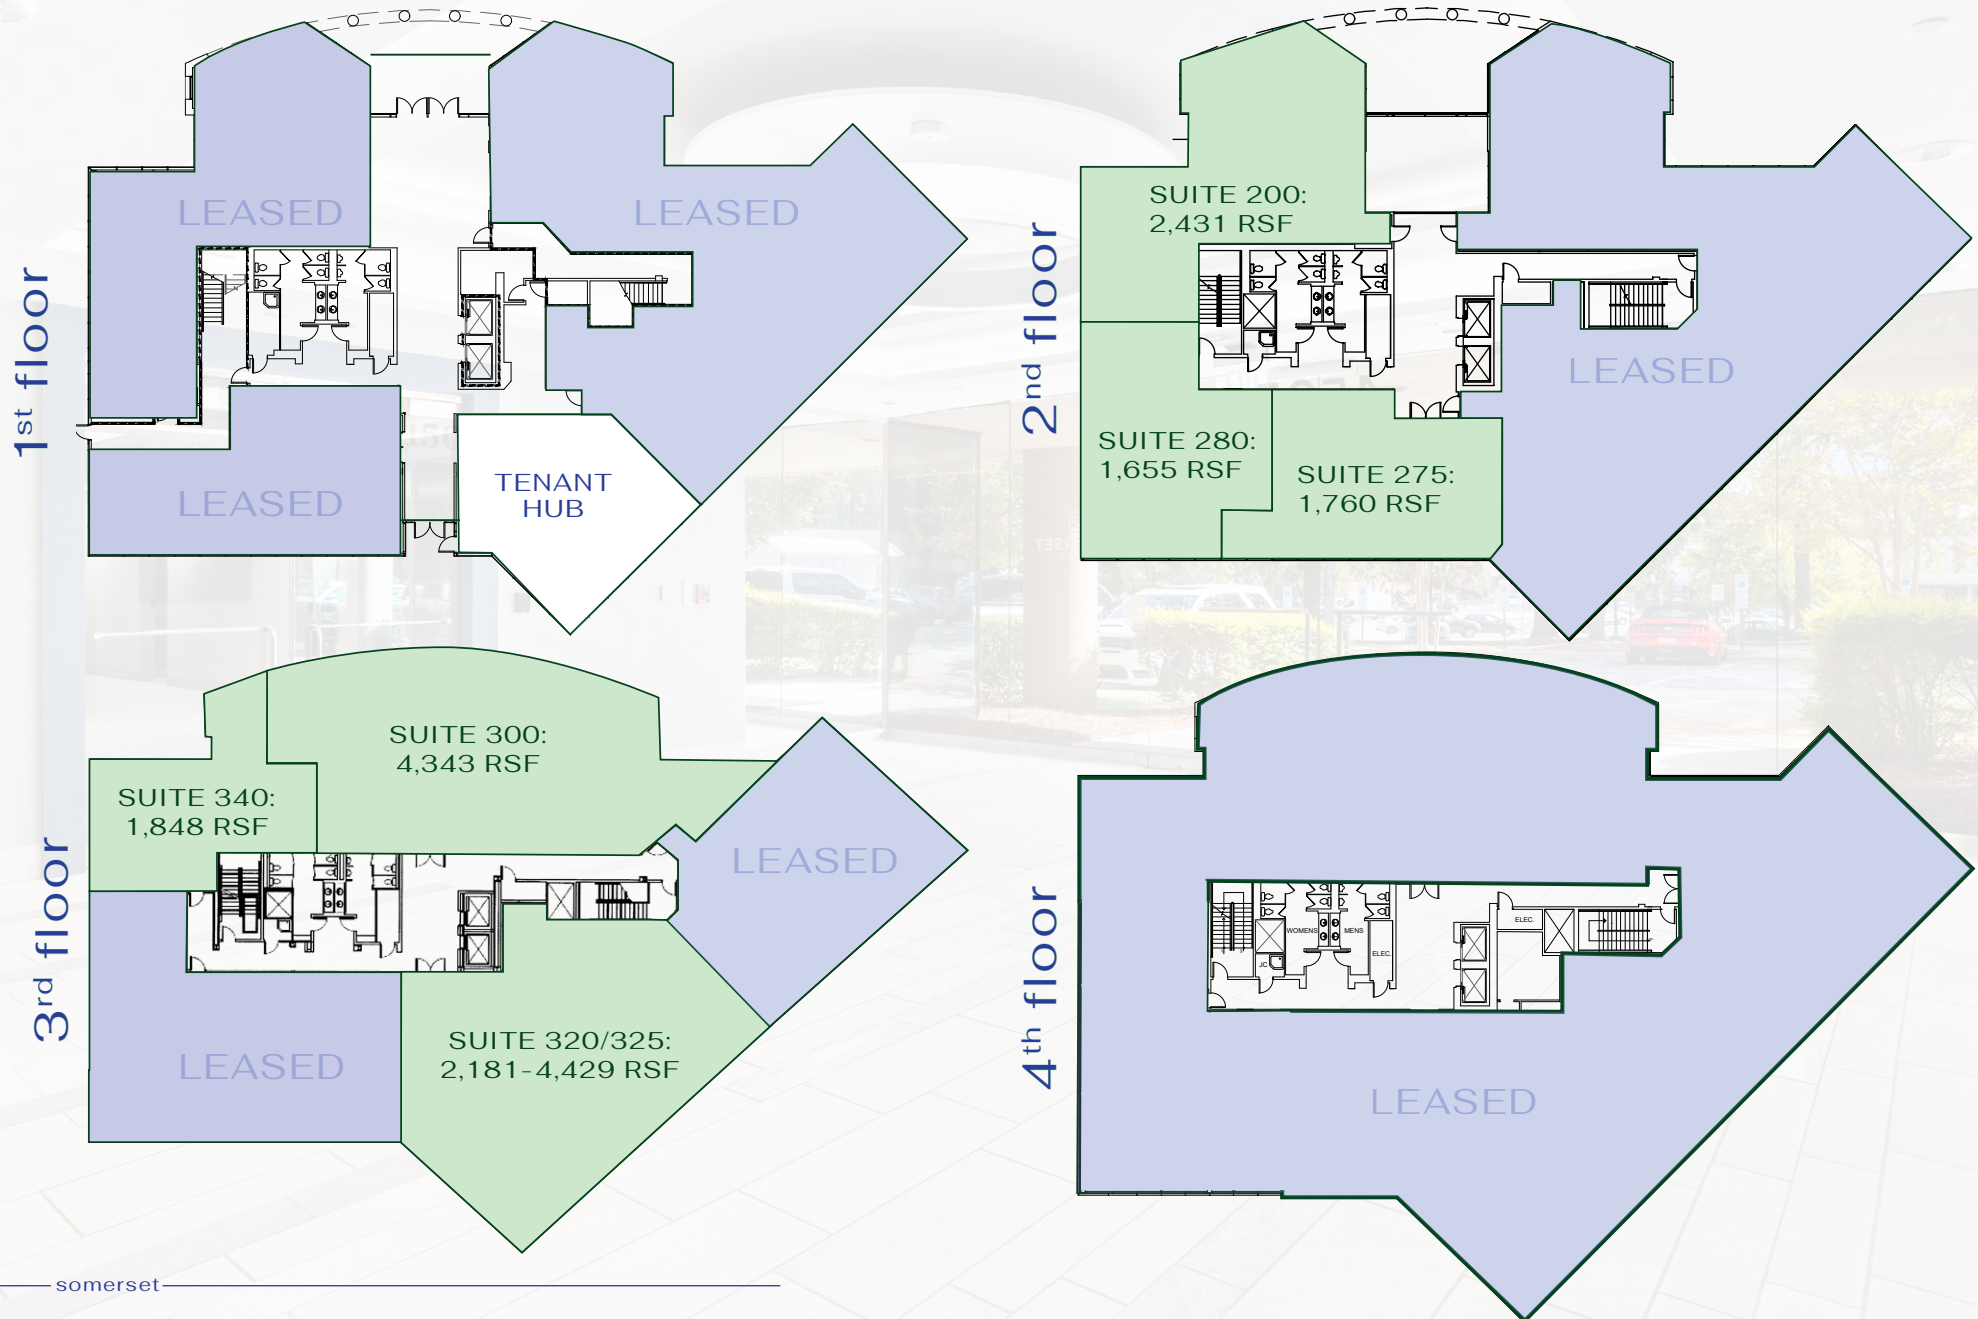 1st floor
LEASED
LEASED
LEASED
TENANT
HUB
2nd floor
SUITE 200:
2,431 RSF
LEASED
SUITE 280:
1,655 RSF
SUITE 275:
1,760 RSF
3rd floor
SUITE 300:
4,343 RSF
SUITE 340:
1,848 RSF
LEASED
LEASED
SUITE 320/325:
2,181-4,429 RSF
4th floor
WOMENS
MENS
ELEC.
ELEC.
JC
LEASED
somerset